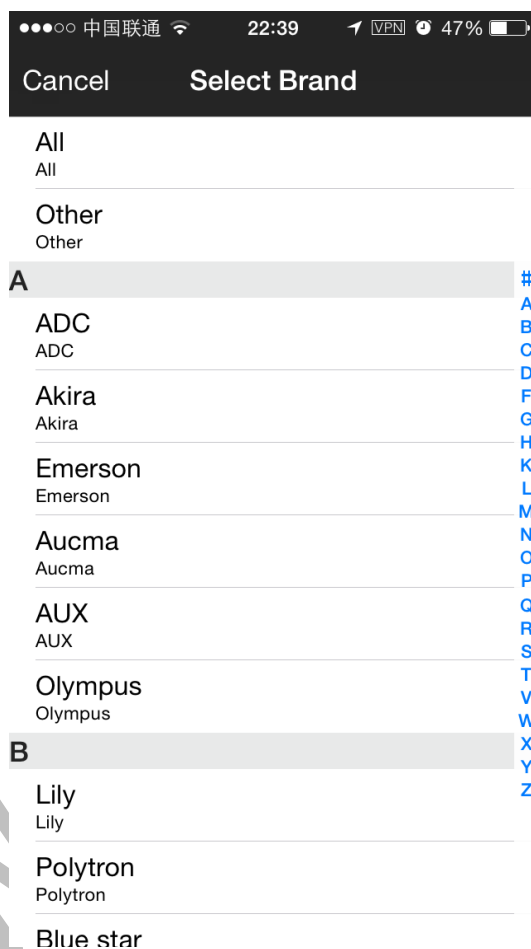 中国联通 22:39 VPN 47%
Cancel Select Brand
All
All
Other
Other
A
ADC
ADC
Akira
Akira
Emerson
Emerson
Aucma
Aucma
AUX
AUX
Olympus
Olympus
B
Lily
Lily
Polytron
Polytron
Blue star
#
A
B
C
D
F
G
H
K
L
M
N
O
P
Q
R
S
T
V
W
X
Y
Z